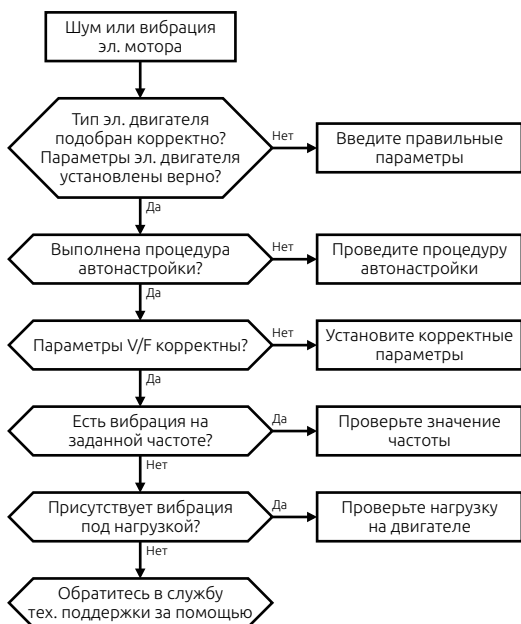 Шум или вибрация
эл. мотора
Тип эл. двигателя
подобран корректно?
Параметры эл. двигателя
установлены верно?
Нет
Введите правильные
параметры
Да
Выполнена процедура
автонастройки?
Нет
Проведите процедуру
автонастройки
Да
Параметры V/F корректны?
Нет
Установите корректные
параметры
Да
Есть вибрация на
заданной частоте?
Да
Проверьте значение
частоты
Нет
Присутствует вибрация
под нагрузкой?
Да
Проверьте нагрузку
на двигателе
Нет
Обратитесь в службу
тех. поддержки за помощью